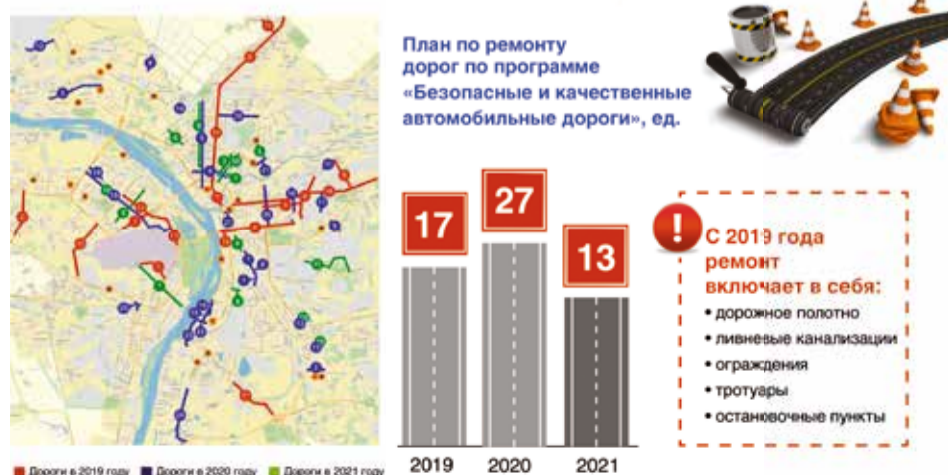 План по ремонту
дорог по программе
«Безопасные и качественные
автомобильные дороги», ед.
17
27
13
2019
2020
2021
!
С 2019 года
ремонт
включает в себя:
• дорожное полотно
• ливневые канализации
• ограждения
• тротуары
• остановочные пункты
Дороги в 2019 году
Дороги в 2020 году
Дороги в 2021 году